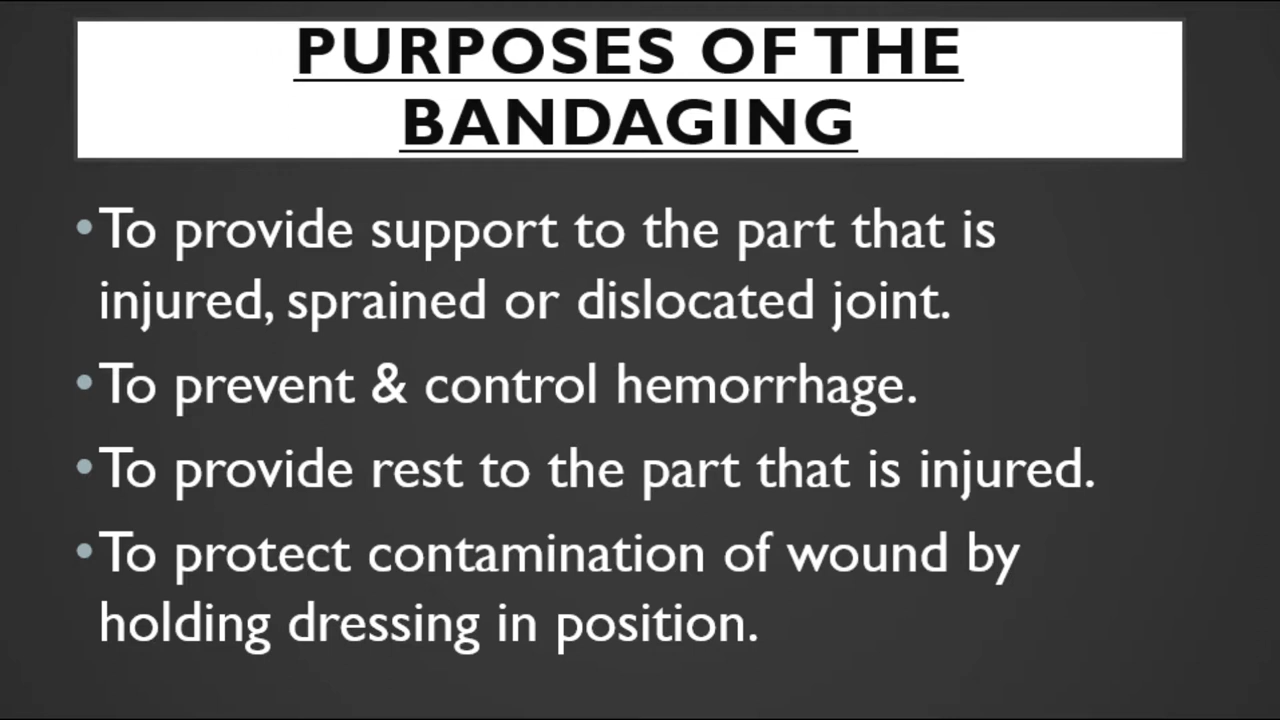 PURPOSES OF THE
BANDAGING
•To provide support to the part that is
injured, sprained or dislocated joint.
•To prevent & control hemorrhage.
•To provide rest to the part that is injured.
•To protect contamination of wound by
holding dressing in position.